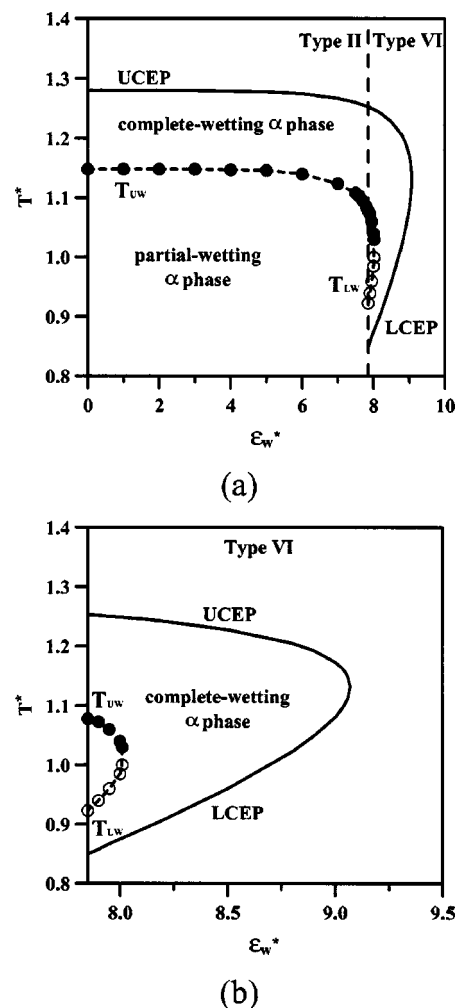 1.4
Type II Type VI
UCEP
1.3
complete-wetting α phase
1.2
T_UW
1.1
T*
partial-wetting
α phase
1.0
T_LW
0.9
LCEP
0.8
0 2 4 6 8 10
ε_w*
(a)
1.4
Type VI
1.3
UCEP
1.2
T_UW
complete-wetting
α phase
1.1
T*
1.0
LCEP
0.9
T_LW
0.8
8.0 8.5 9.0 9.5
ε_w*
(b)